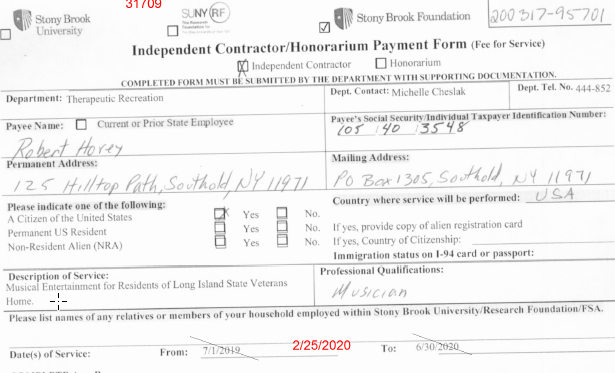 31709
Stony Brook
University
SUNY RF
The Research
Foundation
Stony Brook Foundation
200317-95701
Independent Contractor/Honorarium Payment Form (Fee for Service)
Independent Contractor Honorarium
COMPLETED FORM MUST BE SUBMITTED BY THE DEPARTMENT WITH SUPPORTING DOCUMENTATION.
Department: Therapeutic Recreation Dept. Contact: Michelle Cheslak Dept. Tel. No. 444-852
Payee Name: Current or Prior State Employee Payee's Social Security/Individual Taxpayer Identification Number:
105 40 3548
Robert Horey
Permanent Address: Mailing Address:
125 Hilltop Path, Southold, NY 11971 PO Box 1305, Southold, NY 11971
Please indicate one of the following: Country where service will be performed: USA
A Citizen of the United States Yes No.
Permanent US Resident Yes No. If yes, provide copy of alien registration card
Non-Resident Alien (NRA) Yes No. If yes, Country of Citizenship:
Immigration status on I-94 card or passport:
Description of Service: Professional Qualifications:
Musical Entertainment for Residents of Long Island State Veterans
Home. Musician
Please list names of any relatives or members of your household employed within Stony Brook University/Research Foundation/FSA.
Date(s) of Service: From: 7/1/2019 2/25/2020 To: 6/30/2020